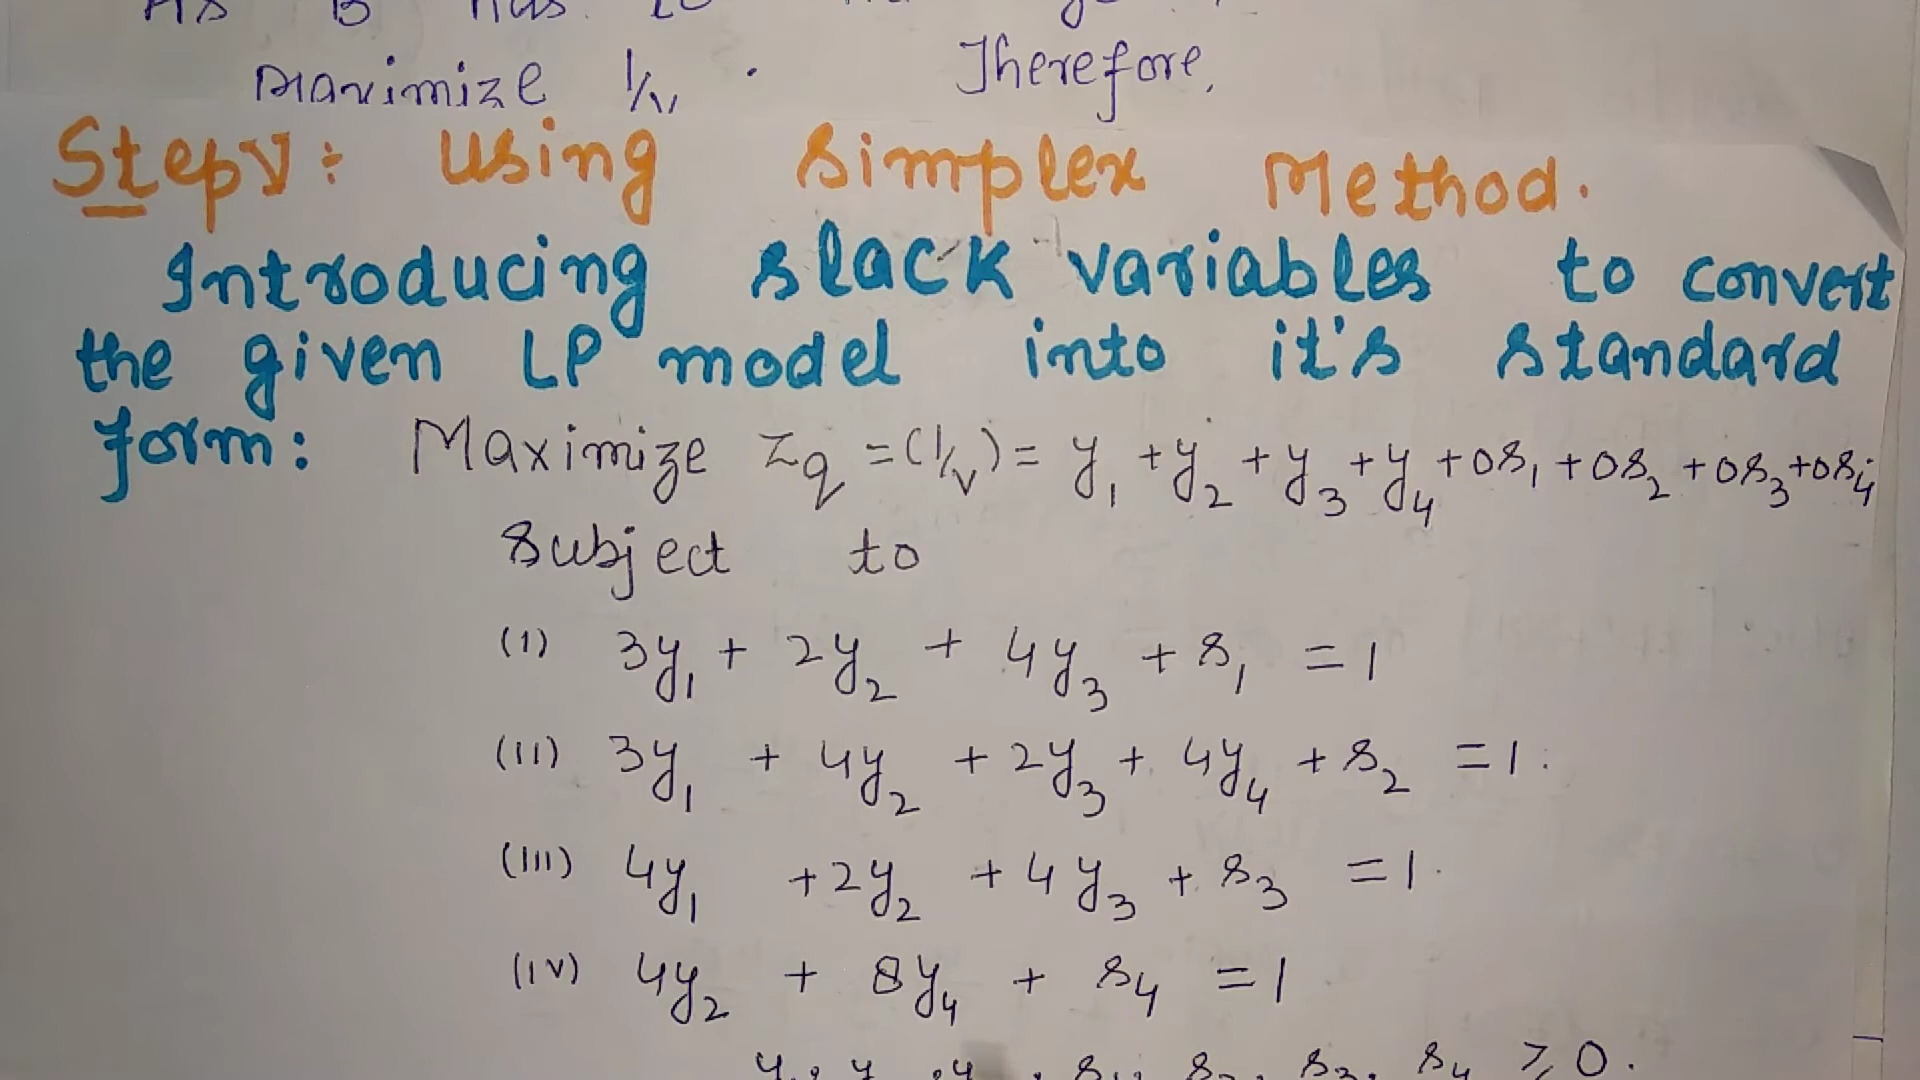 Maximize 1/v. Therefore,
Step V: Using Simplex Method.
Introducing slack variables to convert
the given LP model into it's standard
form: Maximize Zq = (1/v) = y₁ + y₂ + y₃ + y₄ + 0s₁ + 0s₂ + 0s₃ + 0s₄;
Subject to
(i) 3y₁ + 2y₂ + 4y₃ + s₁ = 1
(ii) 3y₁ + 4y₂ + 2y₃ + 4y₄ + s₂ = 1.
(iii) 4y₁ + 2y₂ + 4y₃ + s₃ = 1.
(iv) 4y₂ + 8y₄ + s₄ = 1
s₃, s₄ ≥ 0.